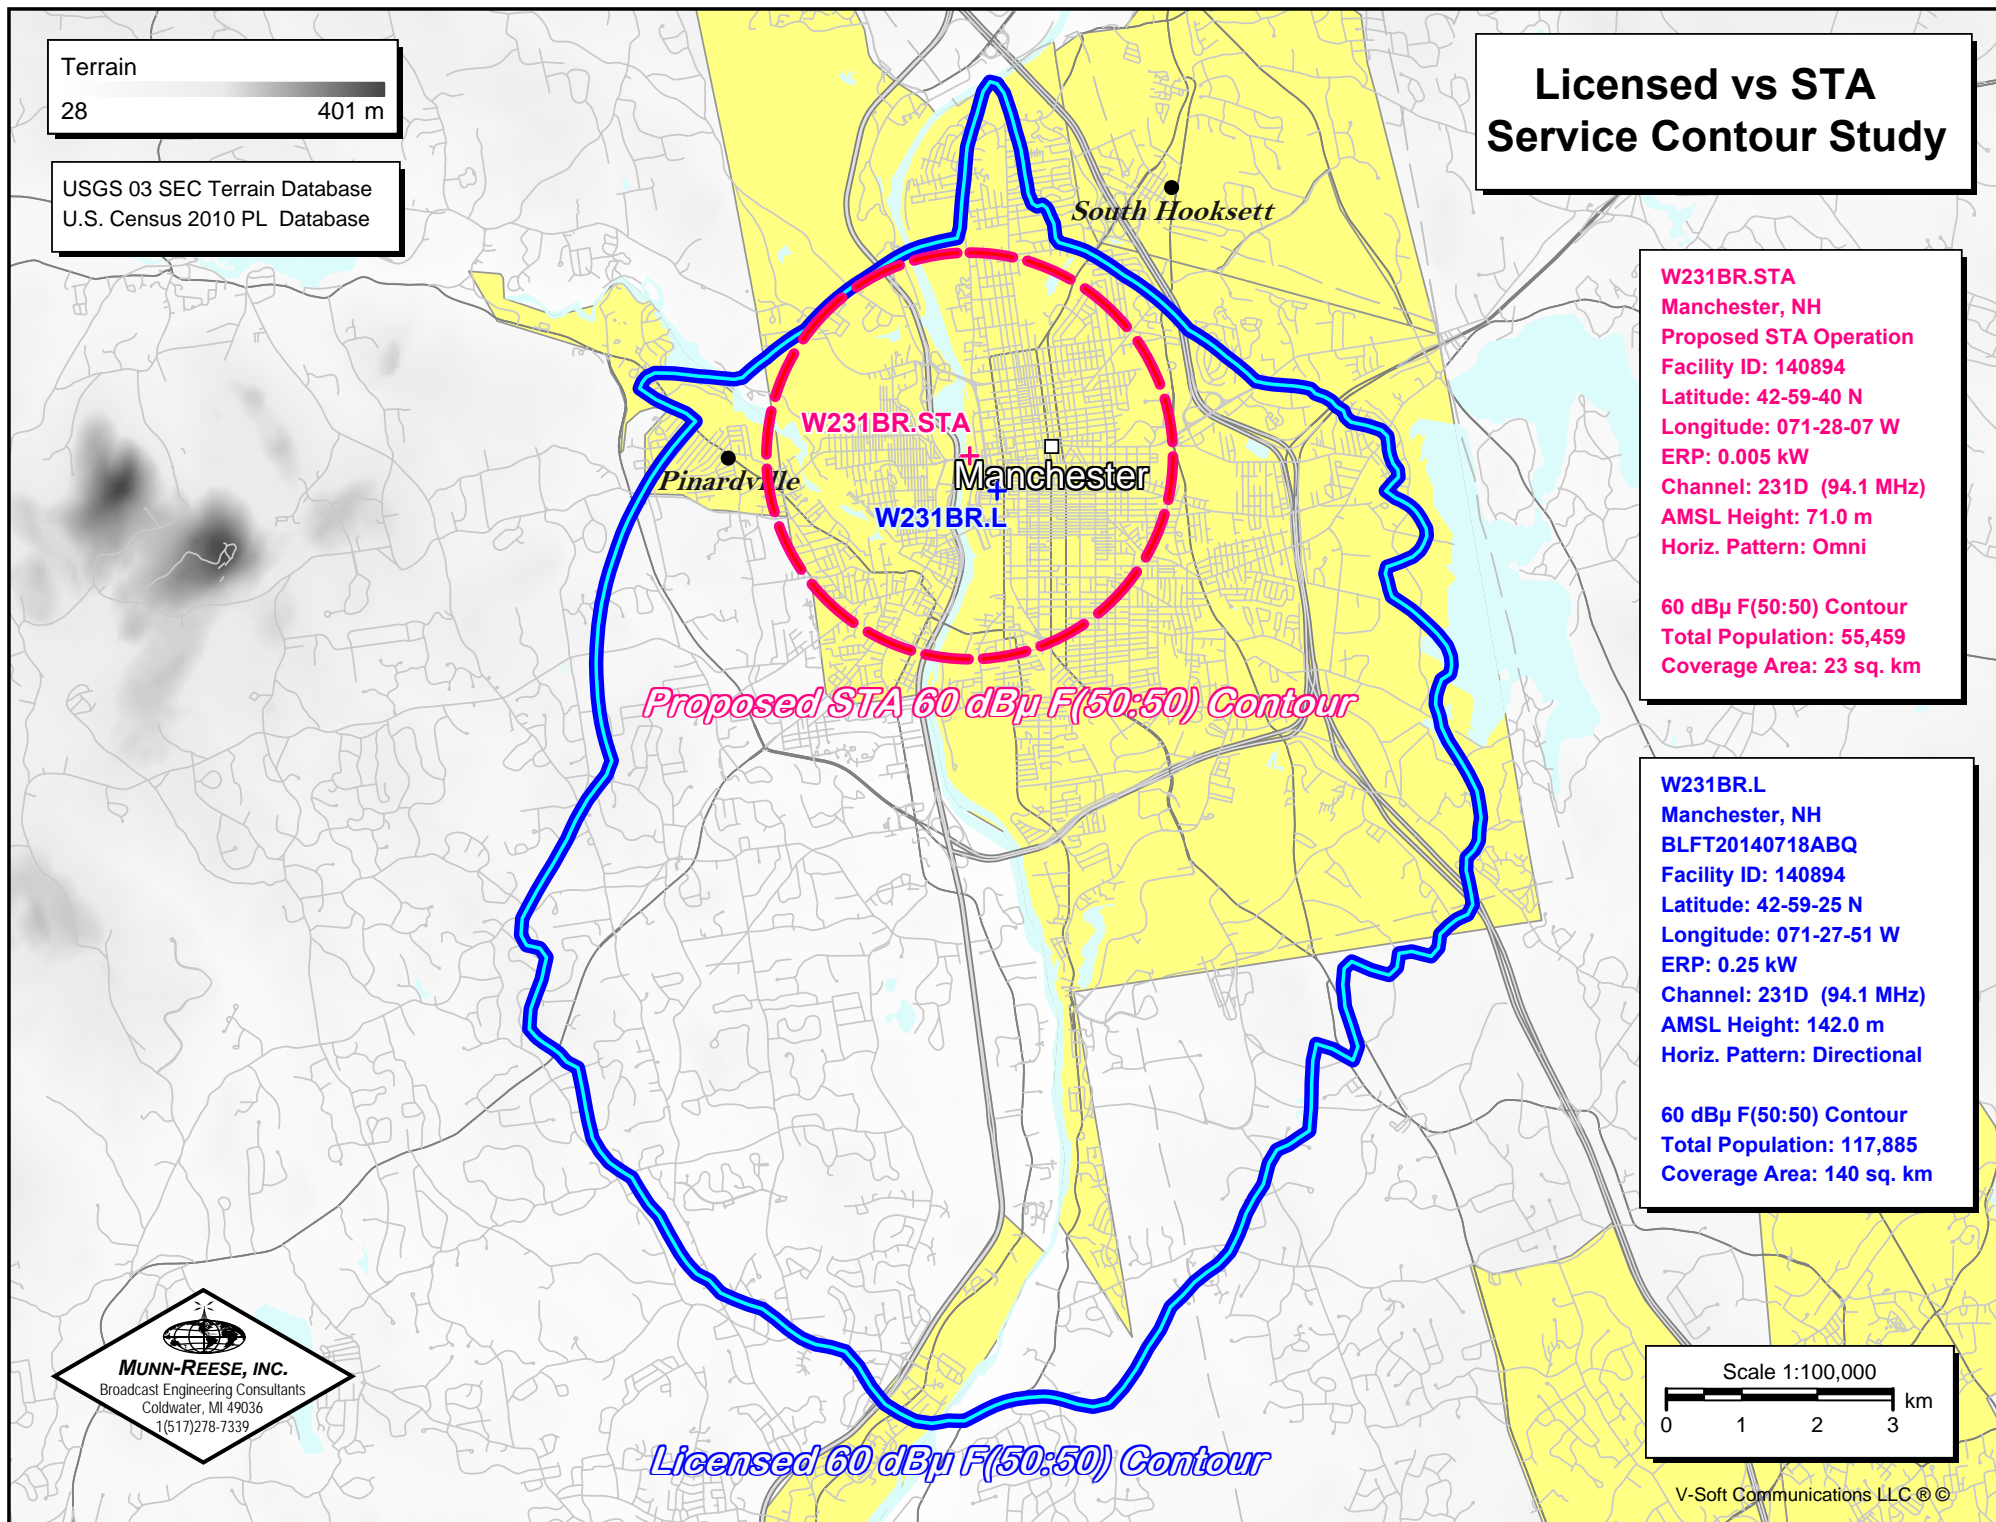 Terrain
28 401 m
USGS 03 SEC Terrain Database
U.S. Census 2010 PL Database
Licensed vs STA
Service Contour Study
South Hooksett
W231BR.STA
Manchester, NH
Proposed STA Operation
Facility ID: 140894
Latitude: 42-59-40 N
Longitude: 071-28-07 W
ERP: 0.005 kW
Channel: 231D (94.1 MHz)
AMSL Height: 71.0 m
Horiz. Pattern: Omni
60 dBµ F(50:50) Contour
Total Population: 55,459
Coverage Area: 23 sq. km
W231BR.STA
Manchester
Pinardville
W231BR.L
Proposed STA 60 dBµ F(50:50) Contour
W231BR.L
Manchester, NH
BLFT20140718ABQ
Facility ID: 140894
Latitude: 42-59-25 N
Longitude: 071-27-51 W
ERP: 0.25 kW
Channel: 231D (94.1 MHz)
AMSL Height: 142.0 m
Horiz. Pattern: Directional
60 dBµ F(50:50) Contour
Total Population: 117,885
Coverage Area: 140 sq. km
MUNN-REESE, INC.
Broadcast Engineering Consultants
Coldwater, MI 49036
1(517)278-7339
Licensed 60 dBµ F(50:50) Contour
Scale 1:100,000
km
0 1 2 3
V-Soft Communications LLC ® ©